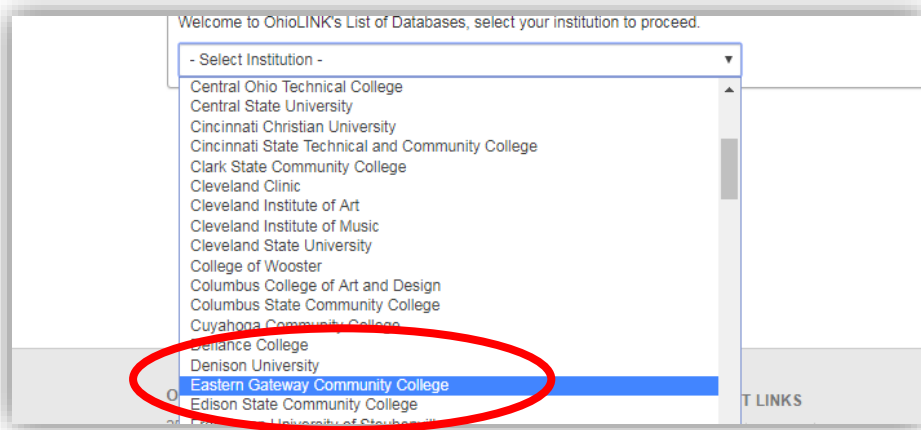 Welcome to OhioLINK's List of Databases, select your institution to proceed.
- Select Institution -
Central Ohio Technical College
Central State University
Cincinnati Christian University
Cincinnati State Technical and Community College
Clark State Community College
Cleveland Clinic
Cleveland Institute of Art
Cleveland Institute of Music
Cleveland State University
College of Wooster
Columbus College of Art and Design
Columbus State Community College
Cuyahoga Community College
Defiance College
Denison University
Eastern Gateway Community College
Edison State Community College
University of Steubenville
T LINKS